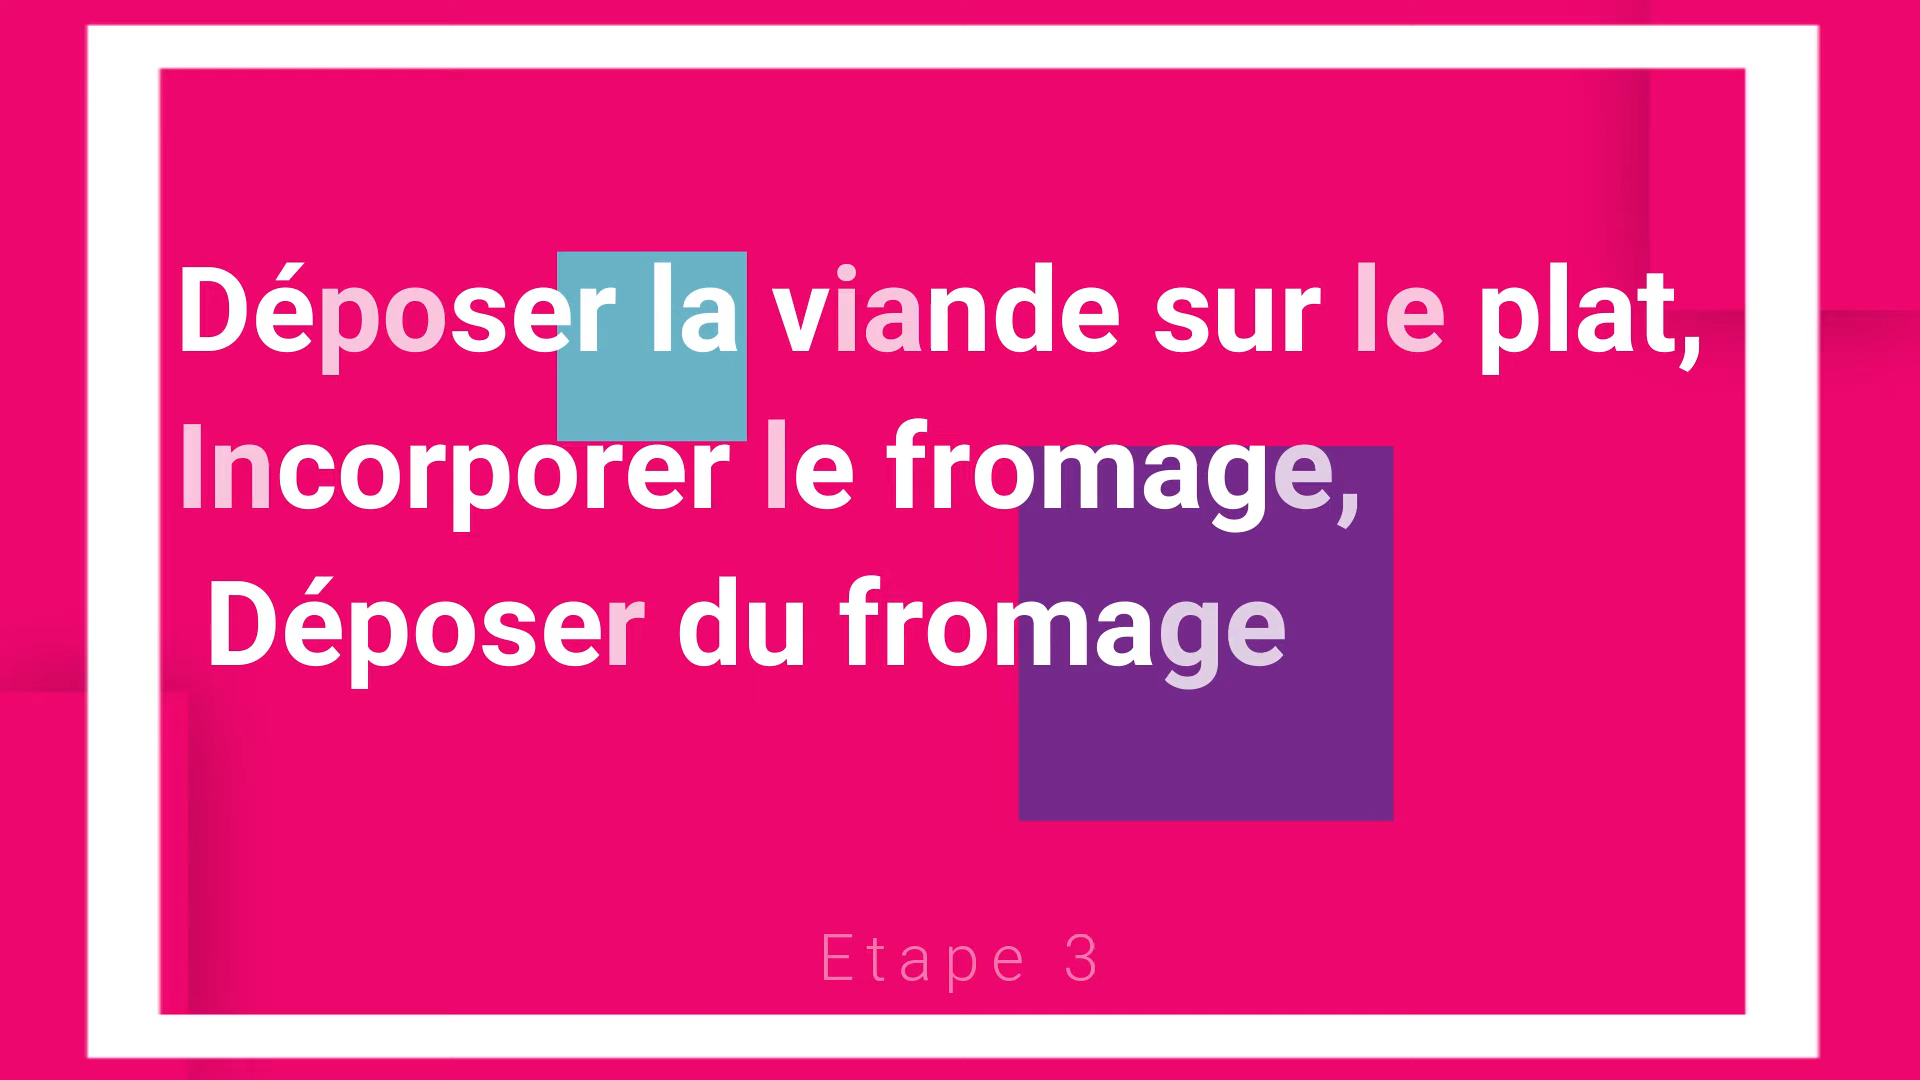 Déposer la viande sur le plat,
Incorporer le fromage,
Déposer du fromage
Etape 3